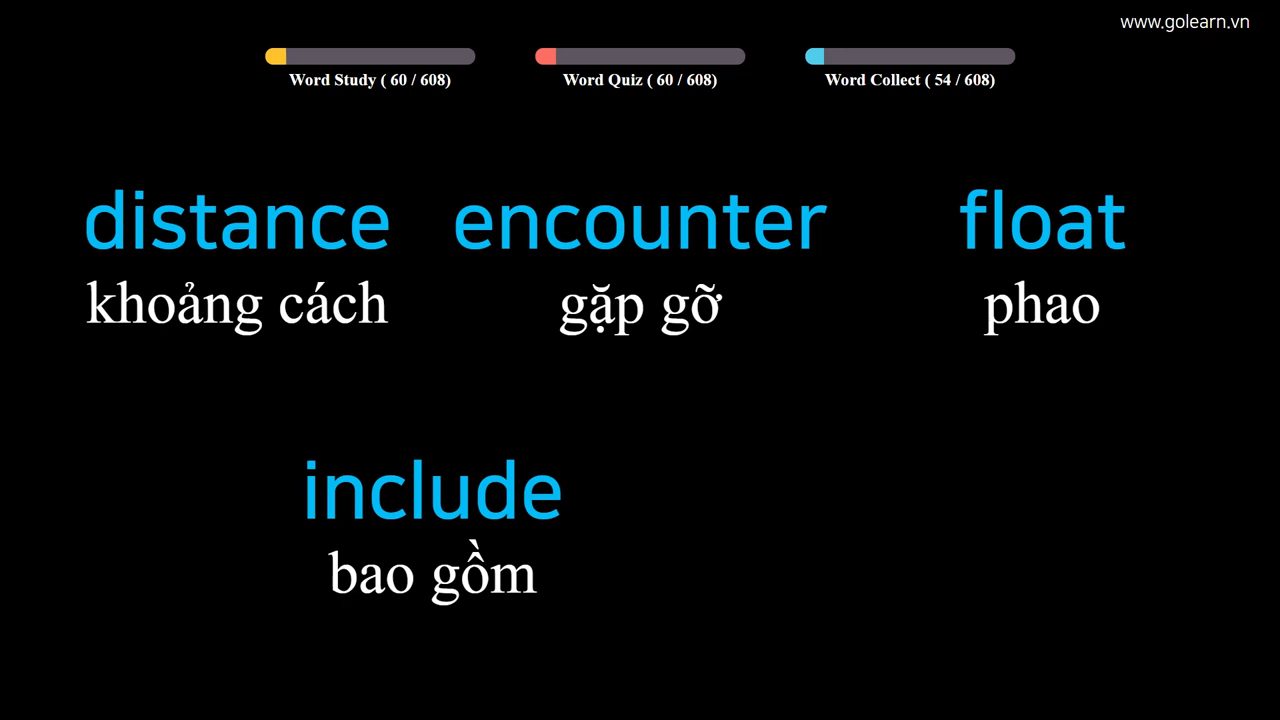 www.golearn.vn
Word Study ( 60 / 608)
Word Quiz ( 60 / 608)
Word Collect ( 54 / 608)
distance
khoảng cách
encounter
gặp gỡ
float
phao
include
bao gồm